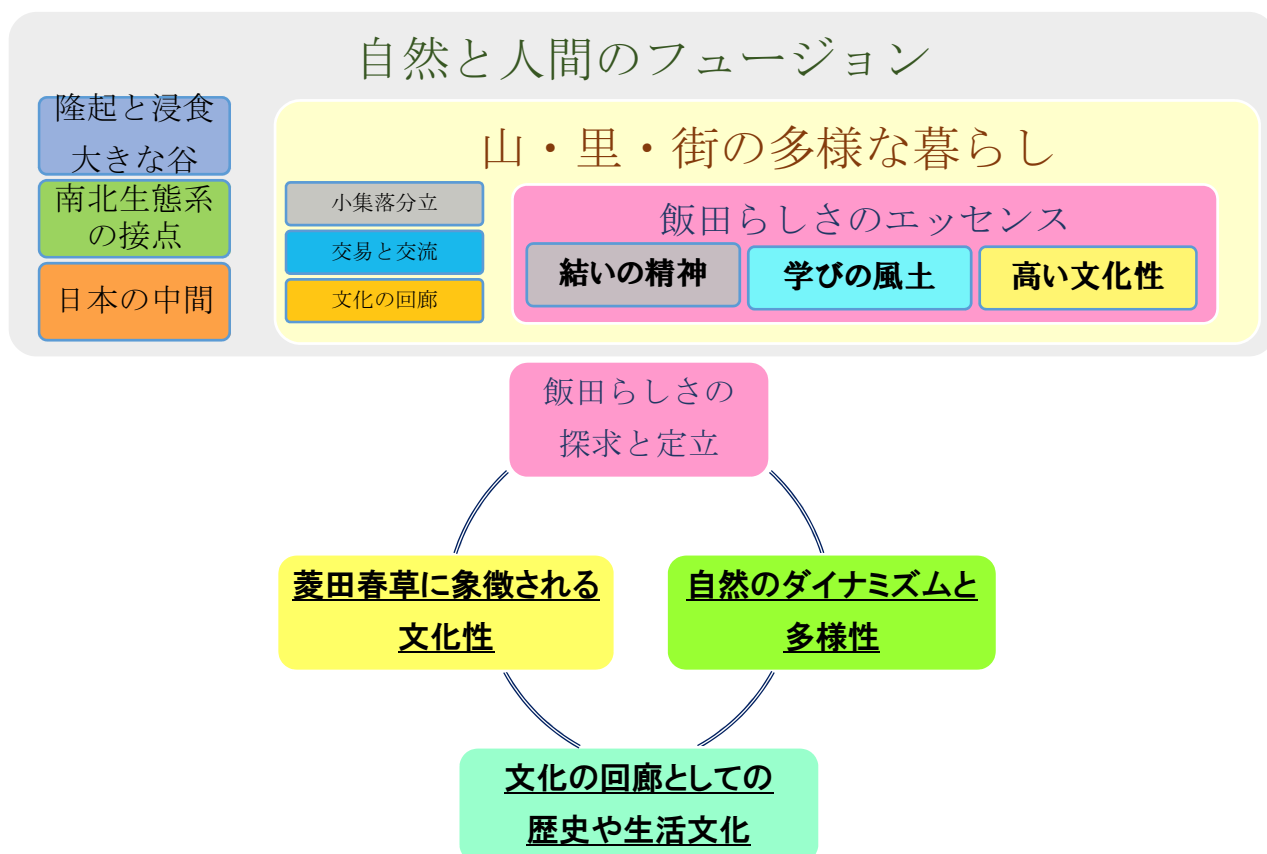 自然と人間のフュージョン
隆起と浸食
大きな谷
南北生態系
の接点
日本の中間
山・里・街の多様な暮らし
小集落分立
交易と交流
文化の回廊
飯田らしさのエッセンス
結いの精神
学びの風土
高い文化性
飯田らしさの
探求と定立
菱田春草に象徴される
文化性
自然のダイナミズムと
多様性
文化の回廊としての
歴史や生活文化